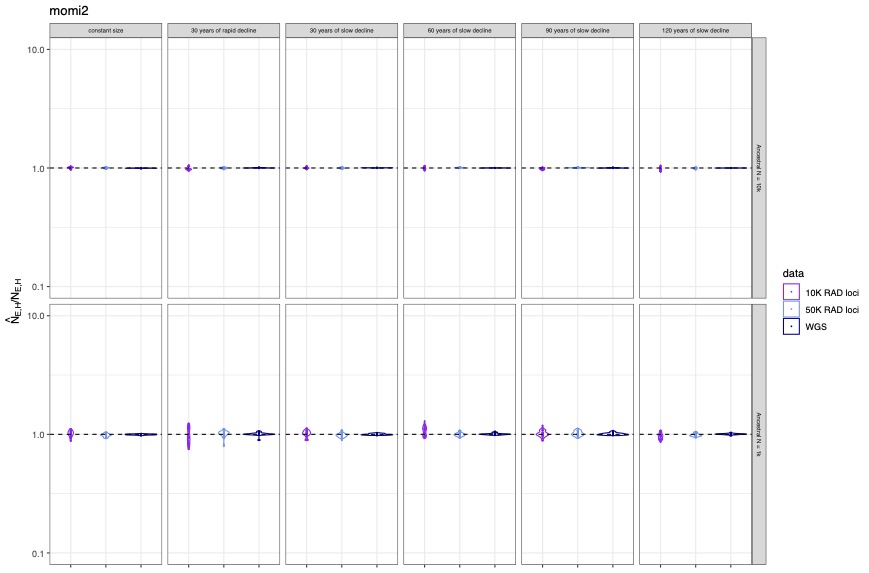 momi2
constant size
30 years of rapid decline
30 years of slow decline
60 years of slow decline
90 years of slow decline
120 years of slow decline
10.0
1.0
0.1
Ancestral N = 10k
10.0
1.0
0.1
Ancestral N = 1k
N̂E,H/NE,H
data
10K RAD loci
50K RAD loci
WGS